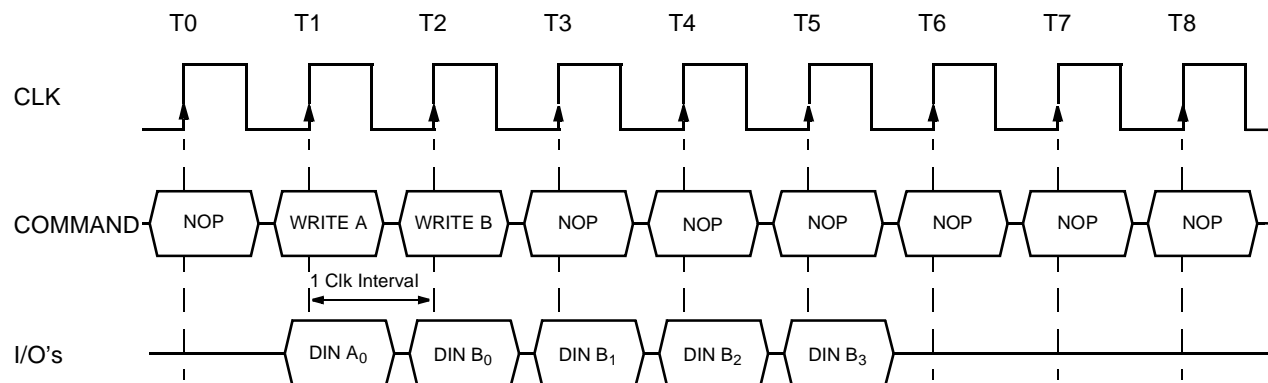 T0 T1 T2 T3 T4 T5 T6 T7 T8
CLK
COMMAND NOP WRITE A WRITE B NOP NOP NOP NOP NOP NOP
1 Clk Interval
I/O's DIN A0 DIN B0 DIN B1 DIN B2 DIN B3